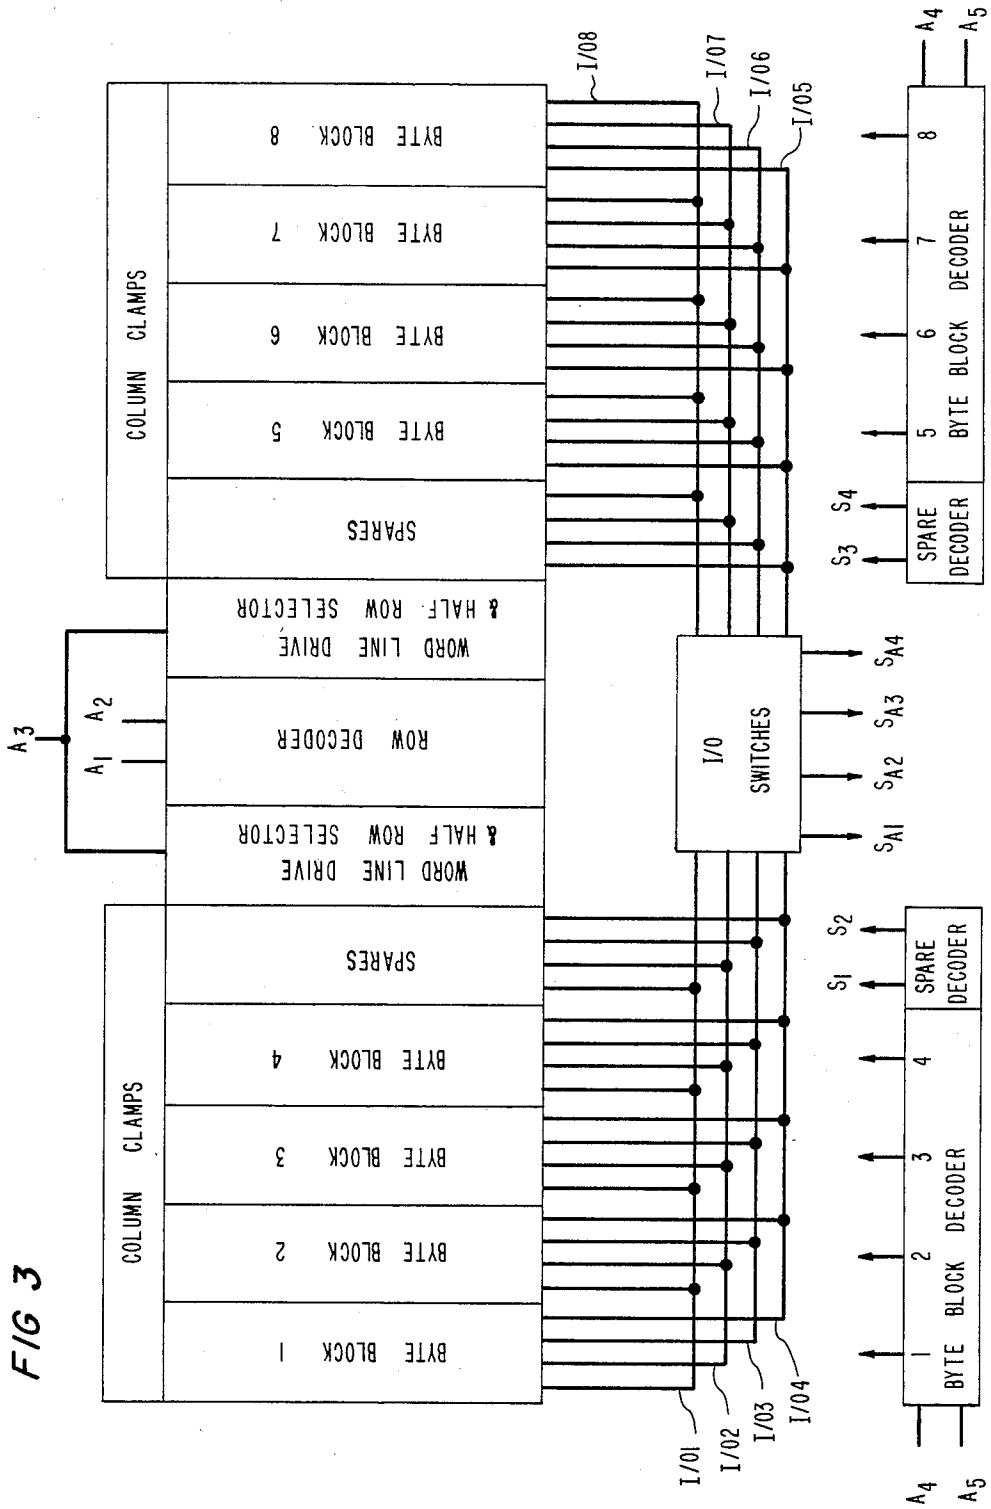 FIG 3
A3
A1 A2
COLUMN CLAMPS
COLUMN CLAMPS
BYTE BLOCK 1
BYTE BLOCK 2
BYTE BLOCK 3
BYTE BLOCK 4
SPARES
WORD LINE DRIVE
& HALF ROW SELECTOR
ROW DECODER
WORD LINE DRIVE
& HALF ROW SELECTOR
SPARES
BYTE BLOCK 5
BYTE BLOCK 6
BYTE BLOCK 7
BYTE BLOCK 8
I/01
I/02
I/03
I/04
I/O
SWITCHES
I/08
I/07
I/06
I/05
SA1 SA2 SA3 SA4
S1 S2
S3 S4
A4
A5
1 2 3 4
BYTE BLOCK DECODER
SPARE
DECODER
SPARE
DECODER
5 6 7 8
BYTE BLOCK DECODER
A4
A5